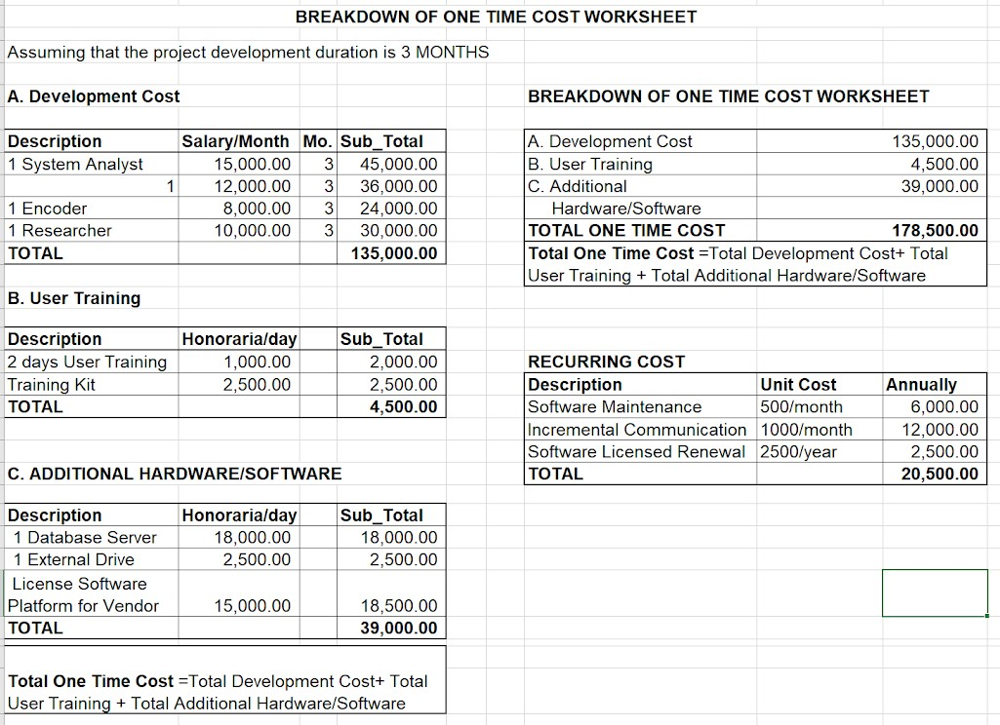 BREAKDOWN OF ONE TIME COST WORKSHEET
Assuming that the project development duration is 3 MONTHS
A. Development Cost
Description Salary/Month Mo. Sub_Total
1 System Analyst 15,000.00 3 45,000.00
1 12,000.00 3 36,000.00
1 Encoder 8,000.00 3 24,000.00
1 Researcher 10,000.00 3 30,000.00
TOTAL 135,000.00
B. User Training
Description Honoraria/day Sub_Total
2 days User Training 1,000.00 2,000.00
Training Kit 2,500.00 2,500.00
TOTAL 4,500.00
C. ADDITIONAL HARDWARE/SOFTWARE
Description Honoraria/day Sub_Total
1 Database Server 18,000.00 18,000.00
1 External Drive 2,500.00 2,500.00
License Software
Platform for Vendor 15,000.00 18,500.00
TOTAL 39,000.00
Total One Time Cost =Total Development Cost+ Total
User Training + Total Additional Hardware/Software
BREAKDOWN OF ONE TIME COST WORKSHEET
A. Development Cost 135,000.00
B. User Training 4,500.00
C. Additional 39,000.00
Hardware/Software
TOTAL ONE TIME COST 178,500.00
Total One Time Cost =Total Development Cost+ Total
User Training + Total Additional Hardware/Software
RECURRING COST
Description Unit Cost Annually
Software Maintenance 500/month 6,000.00
Incremental Communication 1000/month 12,000.00
Software Licensed Renewal 2500/year 2,500.00
TOTAL 20,500.00